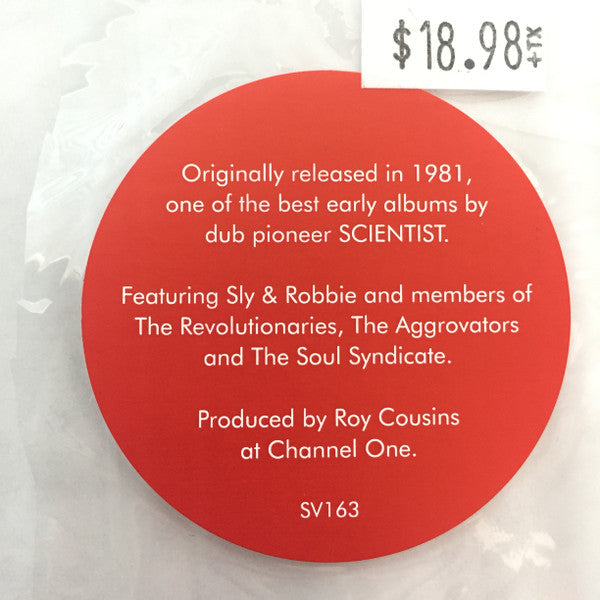 $18.98+TX
Originally released in 1981,
one of the best early albums by
dub pioneer SCIENTIST.
Featuring Sly & Robbie and members of
The Revolutionaries, The Aggrovators
and The Soul Syndicate.
Produced by Roy Cousins
at Channel One.
SV163